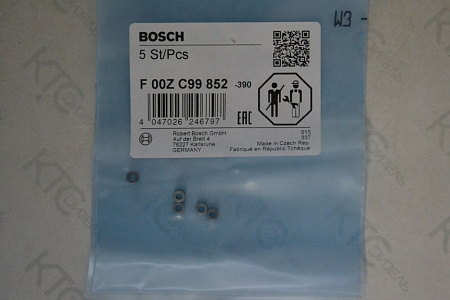 W3 -
BOSCH
5 St/Pcs
F 00Z C99 852 -390
4 047026 246797
EAC
Robert Bosch GmbH
Auf der Breit 4
76227 Karlsruhe
GERMANY
Made in Czech Rep.
Fabriqué en République Tchèque